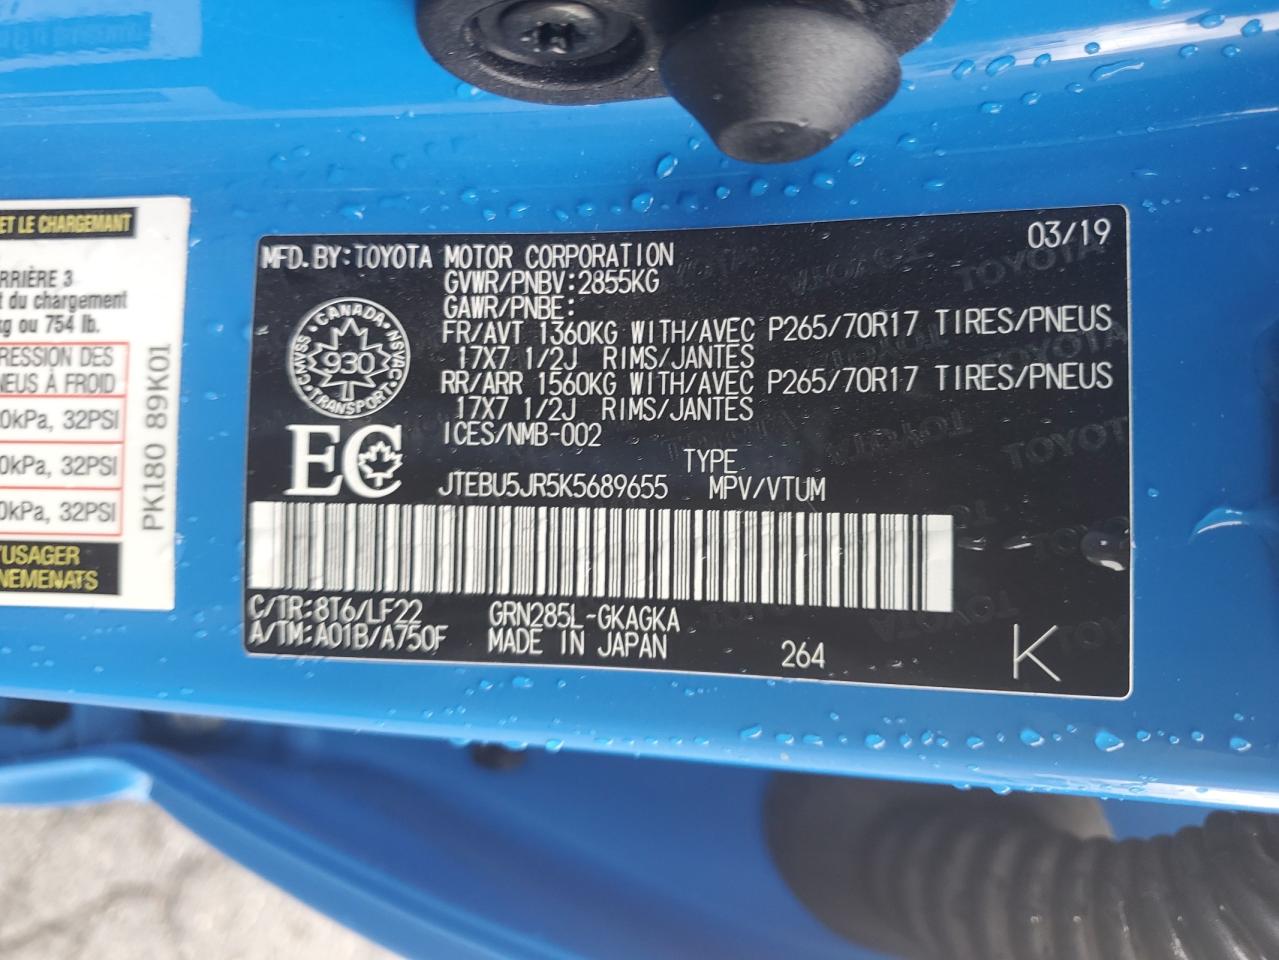 ET LE CHARGEMENT
RRIÈRE 3
t du chargement
kg ou 754 lb.
RESSION DES
NEUS À FROID
0kPa, 32PSI
0kPa, 32PSI
0kPa, 32PSI
'USAGER
NEMENATS
PK180 89K01
03/19
MFD. BY: TOYOTA MOTOR CORPORATION
GVWR/PNBV: 2855KG
GAWR/PNBE:
FR/AVT 1360KG WITH/AVEC P265/70R17 TIRES/PNEUS
17X7 1/2J RIMS/JANTES
RR/ARR 1560KG WITH/AVEC P265/70R17 TIRES/PNEUS
17X7 1/2J RIMS/JANTES
ICES/NMB-002
CANADA
CMVSS NSVAC
930
TRANSPORT
EC
TYPE
JTEBU5JR5K5689655 MPV/VTUM
C/TR: 8T6/LF22 GRN285L-GKAGKA
A/TM: A01B/A750F MADE IN JAPAN 264 K
TOYOTA
TOYOTA